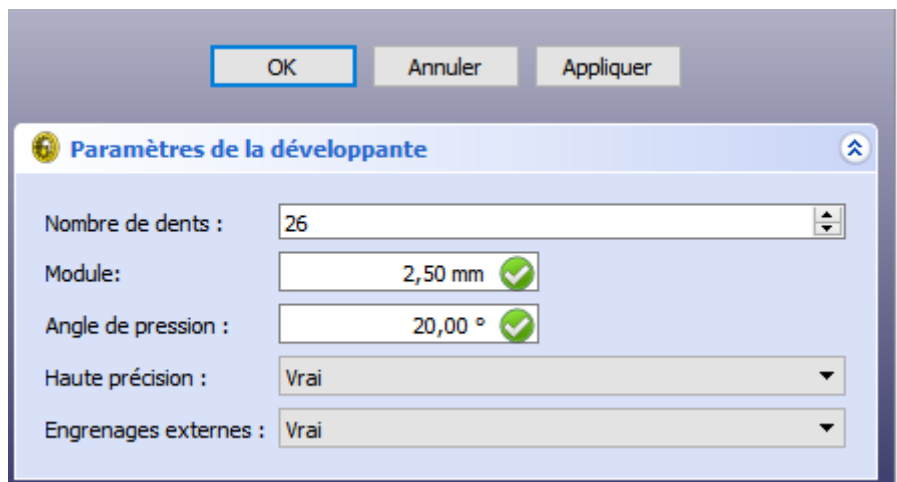 OK Annuler Appliquer
Paramètres de la développante
Nombre de dents : 26
Module: 2,50 mm
Angle de pression : 20,00 °
Haute précision : Vrai
Engrenages externes : Vrai